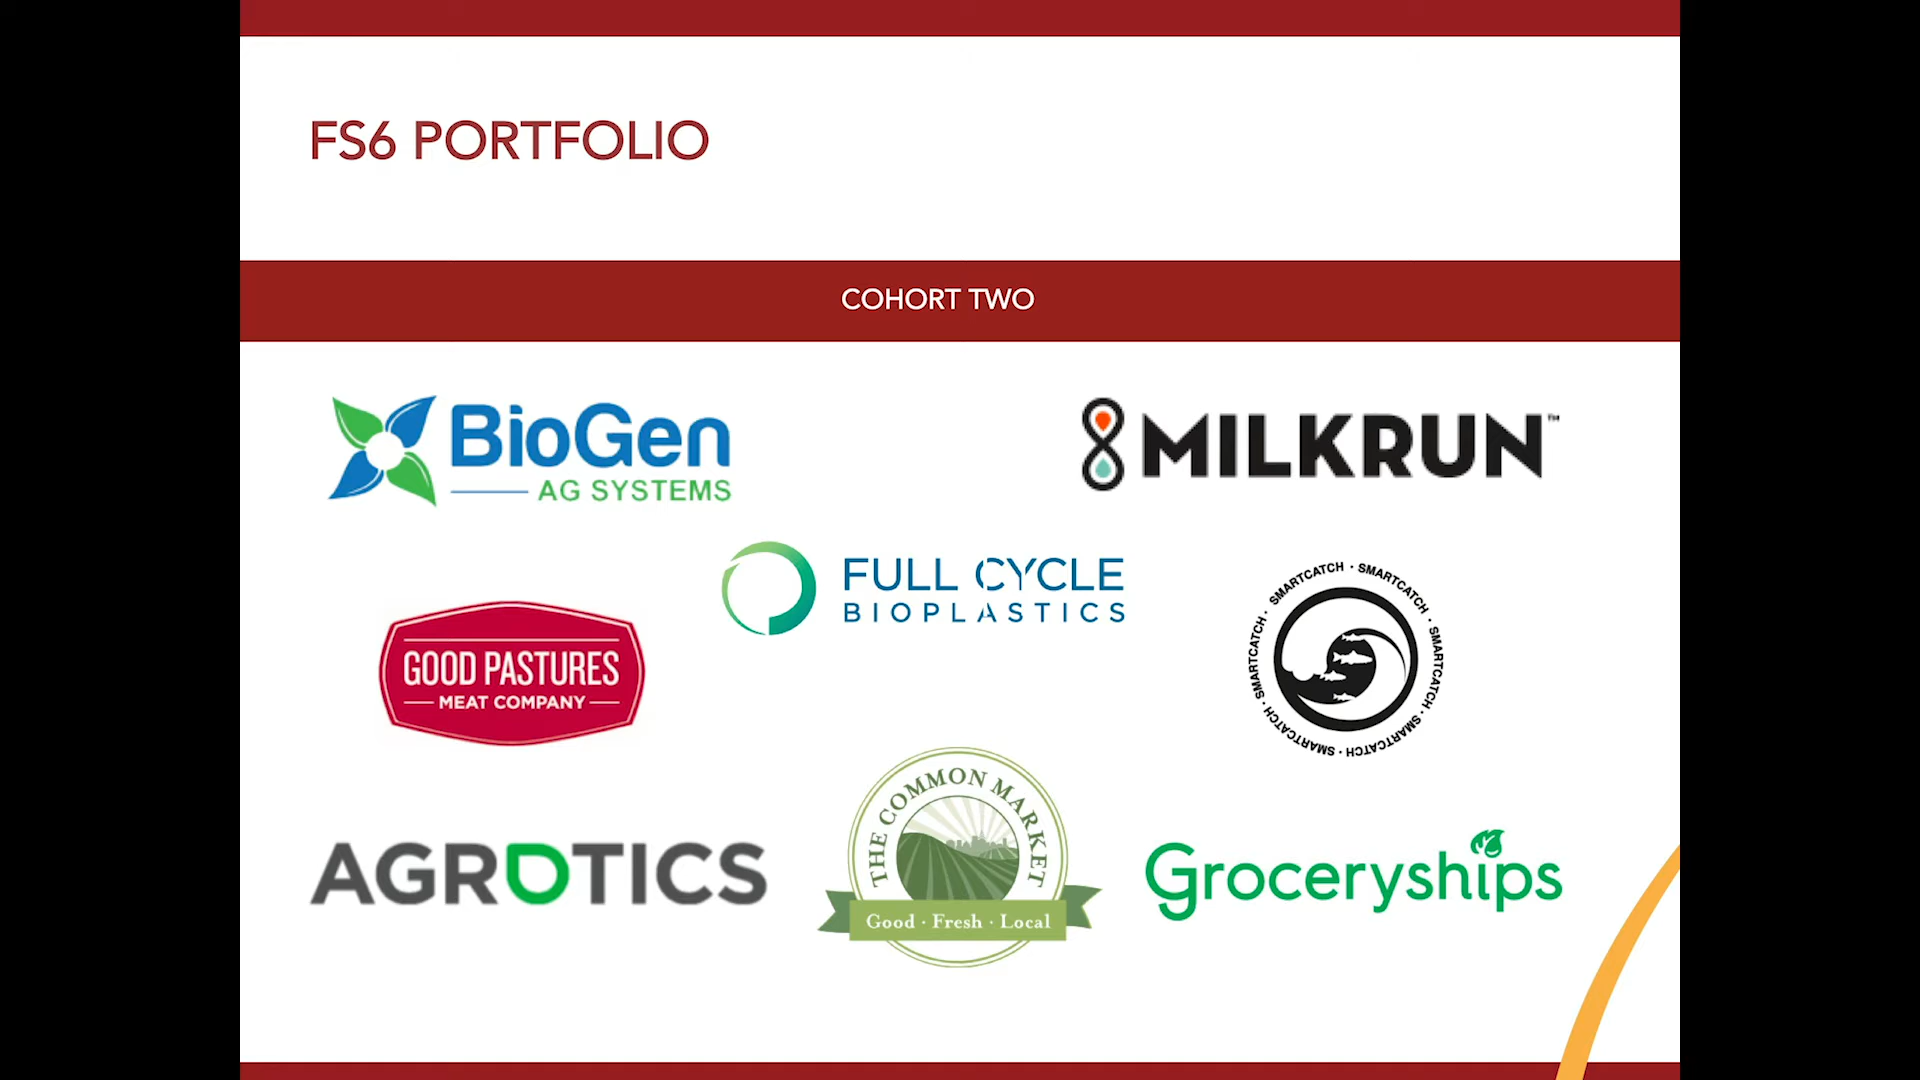 FS6 PORTFOLIO
COHORT TWO
BioGen
AG SYSTEMS
MILKRUN™
FULL CYCLE
BIOPLASTICS
GOOD PASTURES
MEAT COMPANY
SMARTCATCH · SMARTCATCH · SMARTCATCH · SMARTCATCH · SMARTCATCH · SMARTCATCH ·
THE COMMON MARKET
Good · Fresh · Local
AGROTICS
Groceryships